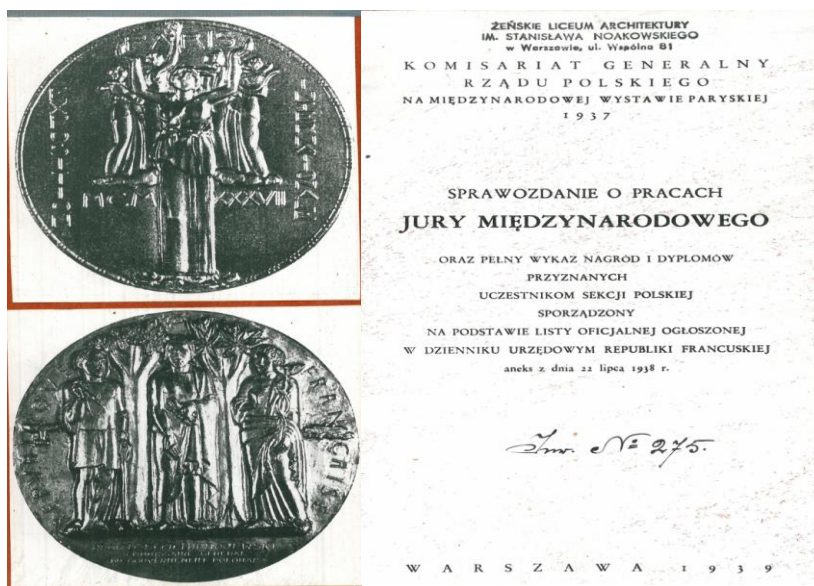 MCM XXXVII
ŻEŃSKIE LICEUM ARCHITEKTURY
IM. STANISŁAWA NOAKOWSKIEGO
w Warszawie, ul. Wspólna 81
KOMISARIAT GENERALNY
RZĄDU POLSKIEGO
NA MIĘDZYNARODOWEJ WYSTAWIE PARYSKIEJ
1937
SPRAWOZDANIE O PRACACH
JURY MIĘDZYNARODOWEGO
ORAZ PEŁNY WYKAZ NAGRÓD I DYPLOMÓW
PRZYZNANYCH
UCZESTNIKOM SEKCJI POLSKIEJ
SPORZĄDZONY
NA PODSTAWIE LISTY OFICJALNEJ OGŁOSZONEJ
W DZIENNIKU URZĘDOWYM REPUBLIKI FRANCUSKIEJ
aneks z dnia 22 lipca 1938 r.
Inw. № 275.
WARSZAWA 1939